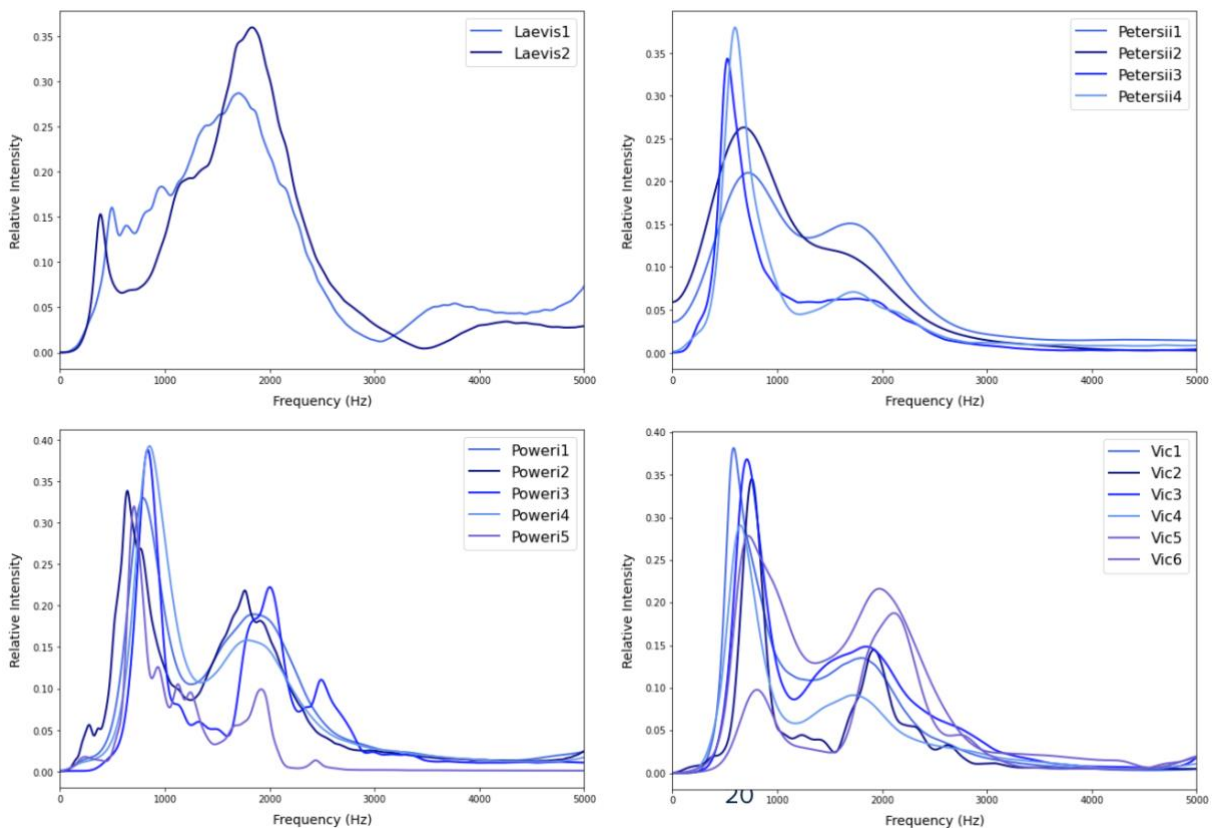 Laevis1
Laevis2
0.35
0.30
0.25
0.20
0.15
0.10
0.05
0.00
Relative Intensity
0 1000 2000 3000 4000 5000
Frequency (Hz)
Petersii1
Petersii2
Petersii3
Petersii4
0.35
0.30
0.25
0.20
0.15
0.10
0.05
0.00
Relative Intensity
0 1000 2000 3000 4000 5000
Frequency (Hz)
Poweri1
Poweri2
Poweri3
Poweri4
Poweri5
0.40
0.35
0.30
0.25
0.20
0.15
0.10
0.05
0.00
Relative Intensity
0 1000 2000 3000 4000 5000
Frequency (Hz)
Vic1
Vic2
Vic3
Vic4
Vic5
Vic6
0.40
0.35
0.30
0.25
0.20
0.15
0.10
0.05
0.00
Relative Intensity
0 1000 2000 3000 4000 5000
Frequency (Hz)
20